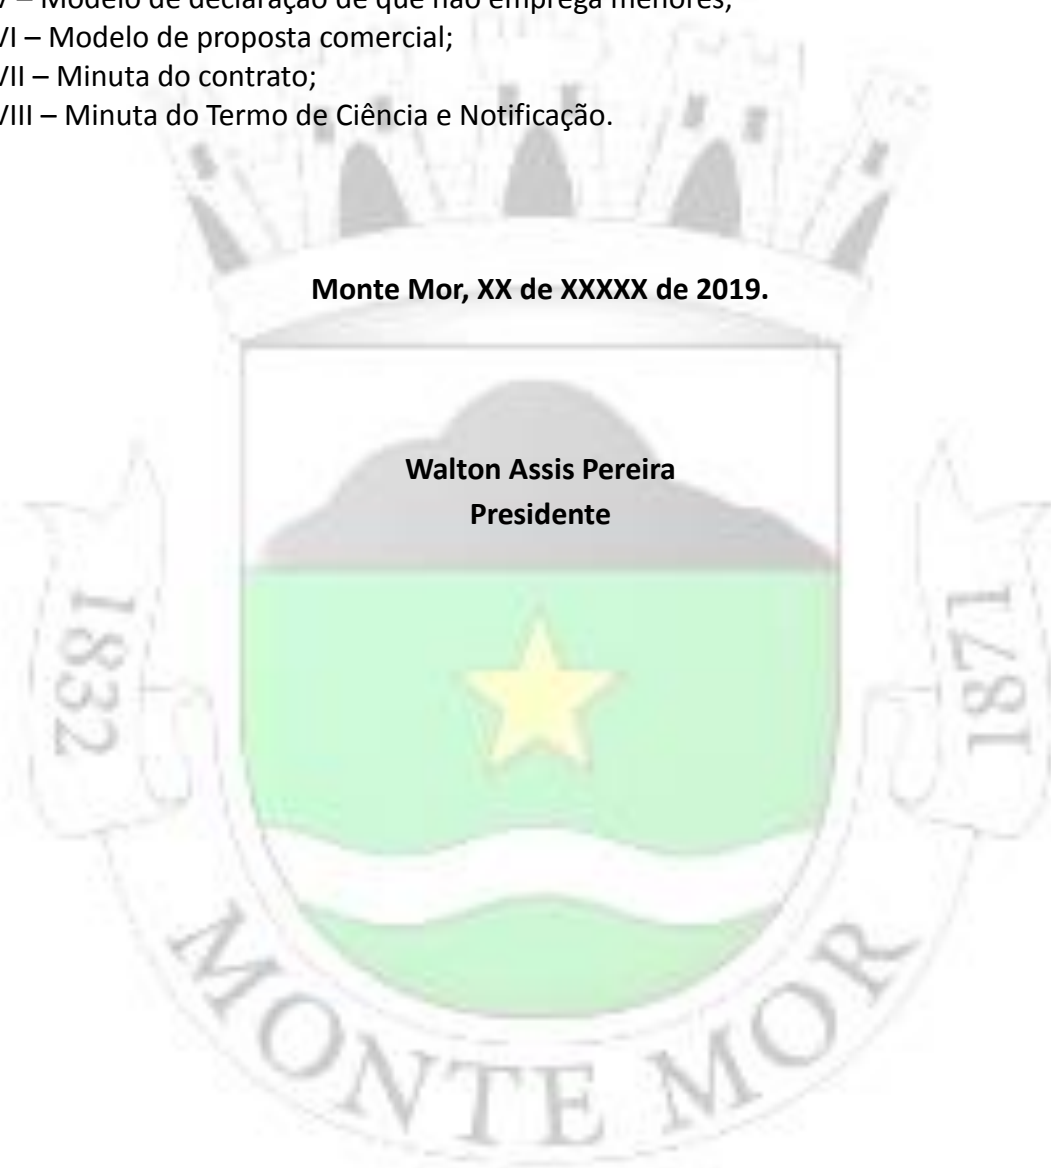 V – Modelo de declaração de que não emprega menores;
VI – Modelo de proposta comercial;
VII – Minuta do contrato;
VIII – Minuta do Termo de Ciência e Notificação.
Monte Mor, XX de XXXXX de 2019.
Walton Assis Pereira
Presidente
1832
1871
MONTE MOR